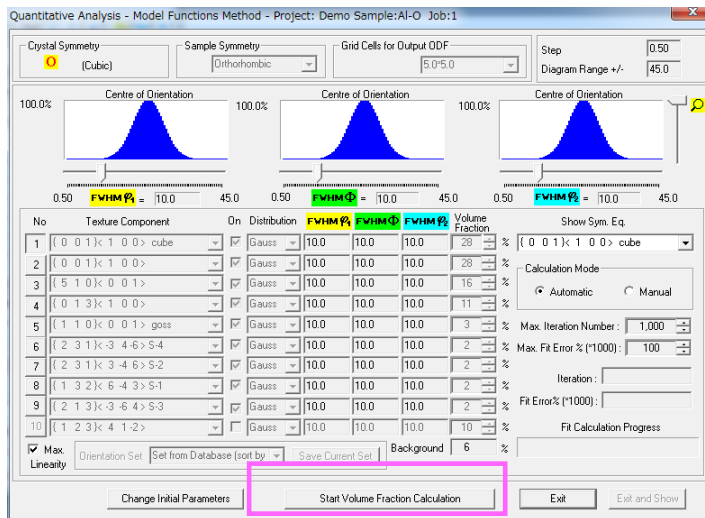 Quantitative Analysis - Model Functions Method - Project: Demo Sample:Al-O Job:1
Crystal Symmetry
O (Cubic)
Sample Symmetry
Orthorhombic
Grid Cells for Output ODF
5.0*5.0
Step 0.50
Diagram Range +/- 45.0
Centre of Orientation Centre of Orientation Centre of Orientation
100.0% 100.0% 100.0%
0.50 FWHM φ1 = 10.0 45.0 0.50 FWHM Φ = 10.0 45.0 0.50 FWHM φ2 = 10.0 45.0
No Texture Component On Distribution FWHM φ1 FWHM Φ FWHM φ2 Volume Fraction
1 { 0 0 1}< 1 0 0> cube Gauss 10.0 10.0 10.0 28 %
2 { 0 0 1}< 1 0 0> Gauss 10.0 10.0 10.0 28 %
3 { 5 1 0}< 0 0 1> Gauss 10.0 10.0 10.0 16 %
4 { 0 1 3}< 1 0 0> Gauss 10.0 10.0 10.0 11 %
5 { 1 1 0}< 0 0 1> goss Gauss 10.0 10.0 10.0 3 %
6 { 2 3 1}< -3 4 -6> S-4 Gauss 10.0 10.0 10.0 2 %
7 { 2 3 1}< 3 -4 6> S-2 Gauss 10.0 10.0 10.0 2 %
8 { 1 3 2}< 6 -4 3> S-1 Gauss 10.0 10.0 10.0 2 %
9 { 2 1 3}< -3 -6 4> S-3 Gauss 10.0 10.0 10.0 2 %
10 { 1 2 3}< 4 1 -2> Gauss 10.0 10.0 10.0 10 %
Max. Linearity
Orientation Set Set from Database (sort by Save Current Set Background 6 %
Show Sym. Eq.
{ 0 0 1}< 1 0 0> cube
Calculation Mode
Automatic Manual
Max. Iteration Number : 1,000
Max. Fit Error % (*1000) : 100
Iteration :
Fit Error% (*1000) :
Fit Calculation Progress
Change Initial Parameters Start Volume Fraction Calculation Exit Exit and Show